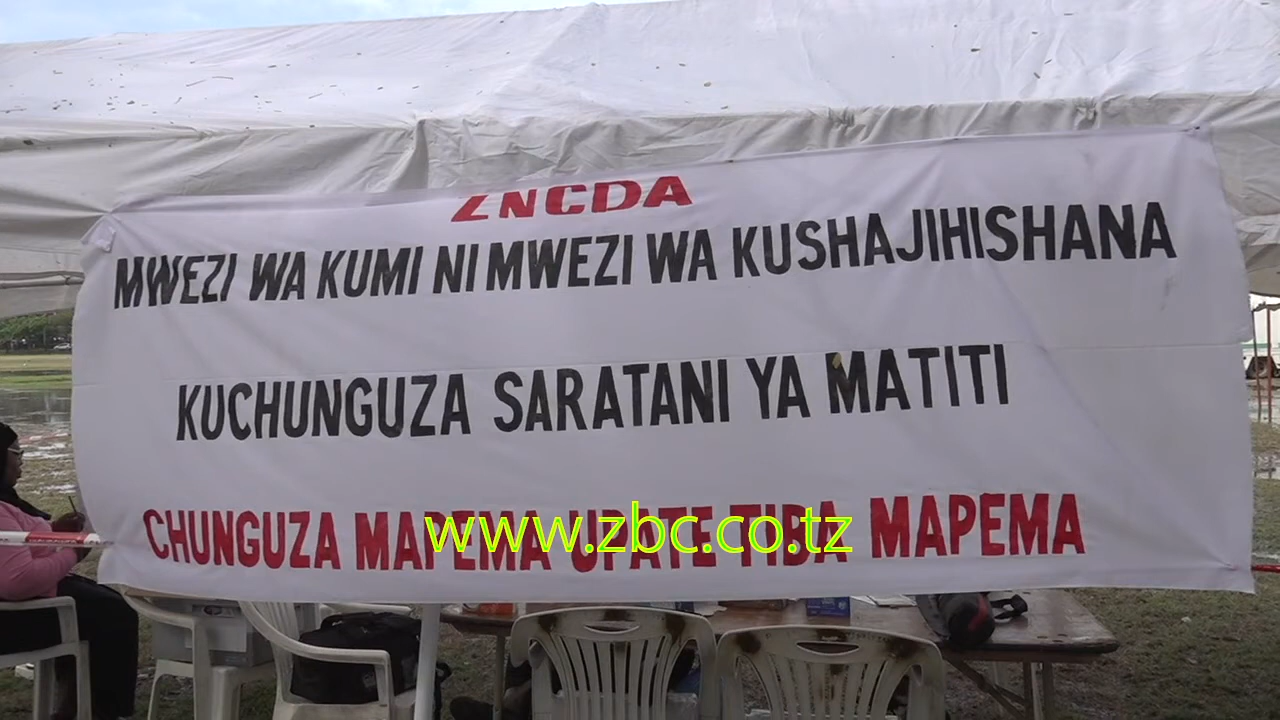 ZNCDA
MWEZI WA KUMI NI MWEZI WA KUSHAJIHISHANA
KUCHUNGUZA SARATANI YA MATITI
CHUNGUZA MAPEMA UPATE TIBA MAPEMA
www.zbc.co.tz